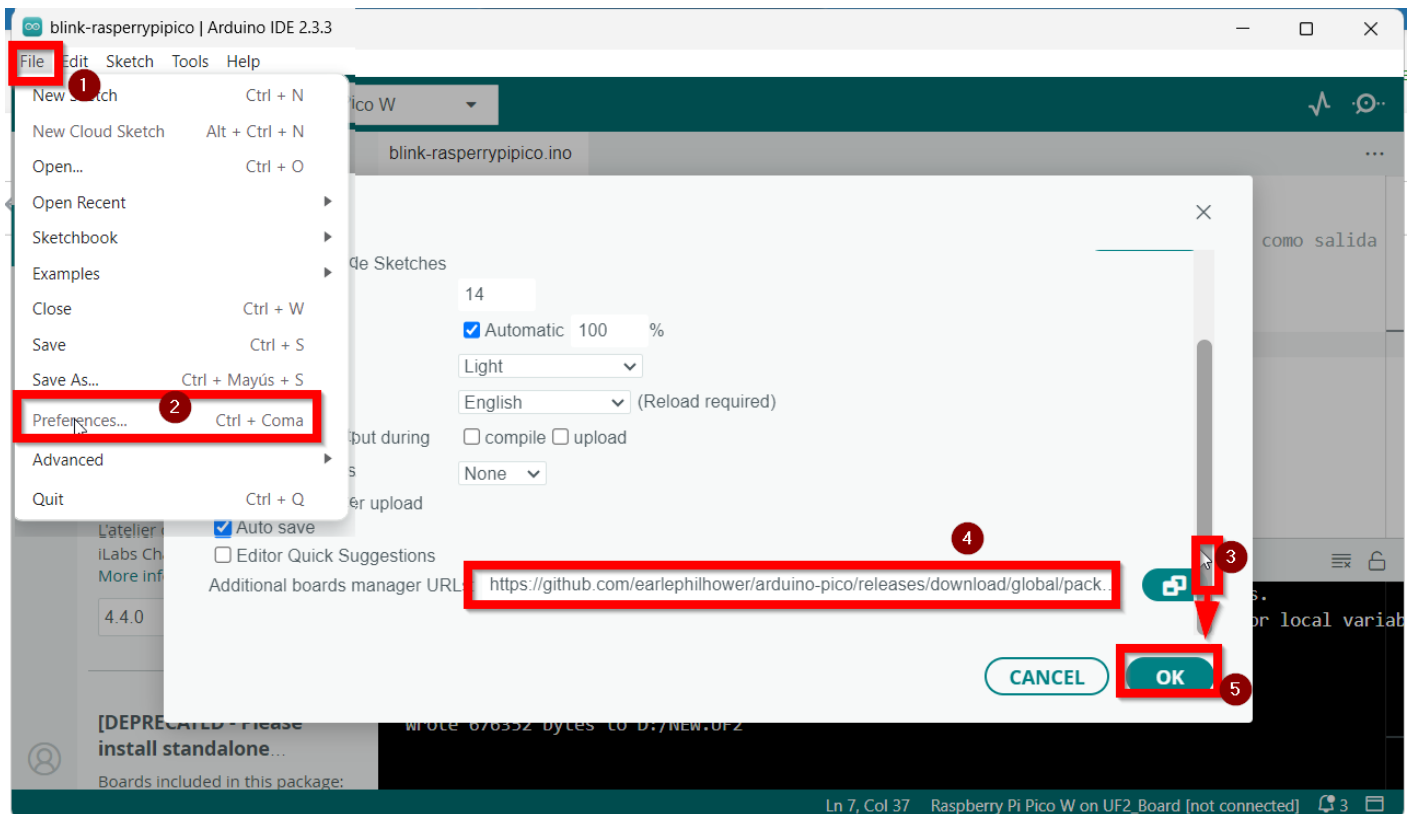 blink-rasperrypipico | Arduino IDE 2.3.3
File Edit Sketch Tools Help
1
New Sketch Ctrl + N
New Cloud Sketch Alt + Ctrl + N
Open... Ctrl + O
Open Recent
Sketchbook
Examples
Close Ctrl + W
Save Ctrl + S
Save As... Ctrl + Mayús + S
2
Preferences... Ctrl + Coma
Advanced
Quit Ctrl + Q
ico W
blink-rasperrypipico.ino
como salida
de Sketches
14
Automatic 100 %
Light
English (Reload required)
put during compile upload
s None
er upload
Auto save
Editor Quick Suggestions
4
3
Additional boards manager URLs: https://github.com/earlephilhower/arduino-pico/releases/download/global/pack...
CANCEL OK
5
L'atelier
iLabs Ch
More inf
4.4.0
[DEPRECATED - Please
install standalone...
Boards included in this package:
s.
or local variab
Wrote 676352 bytes to D:/NEW.UF2
Ln 7, Col 37 Raspberry Pi Pico W on UF2_Board [not connected] 3